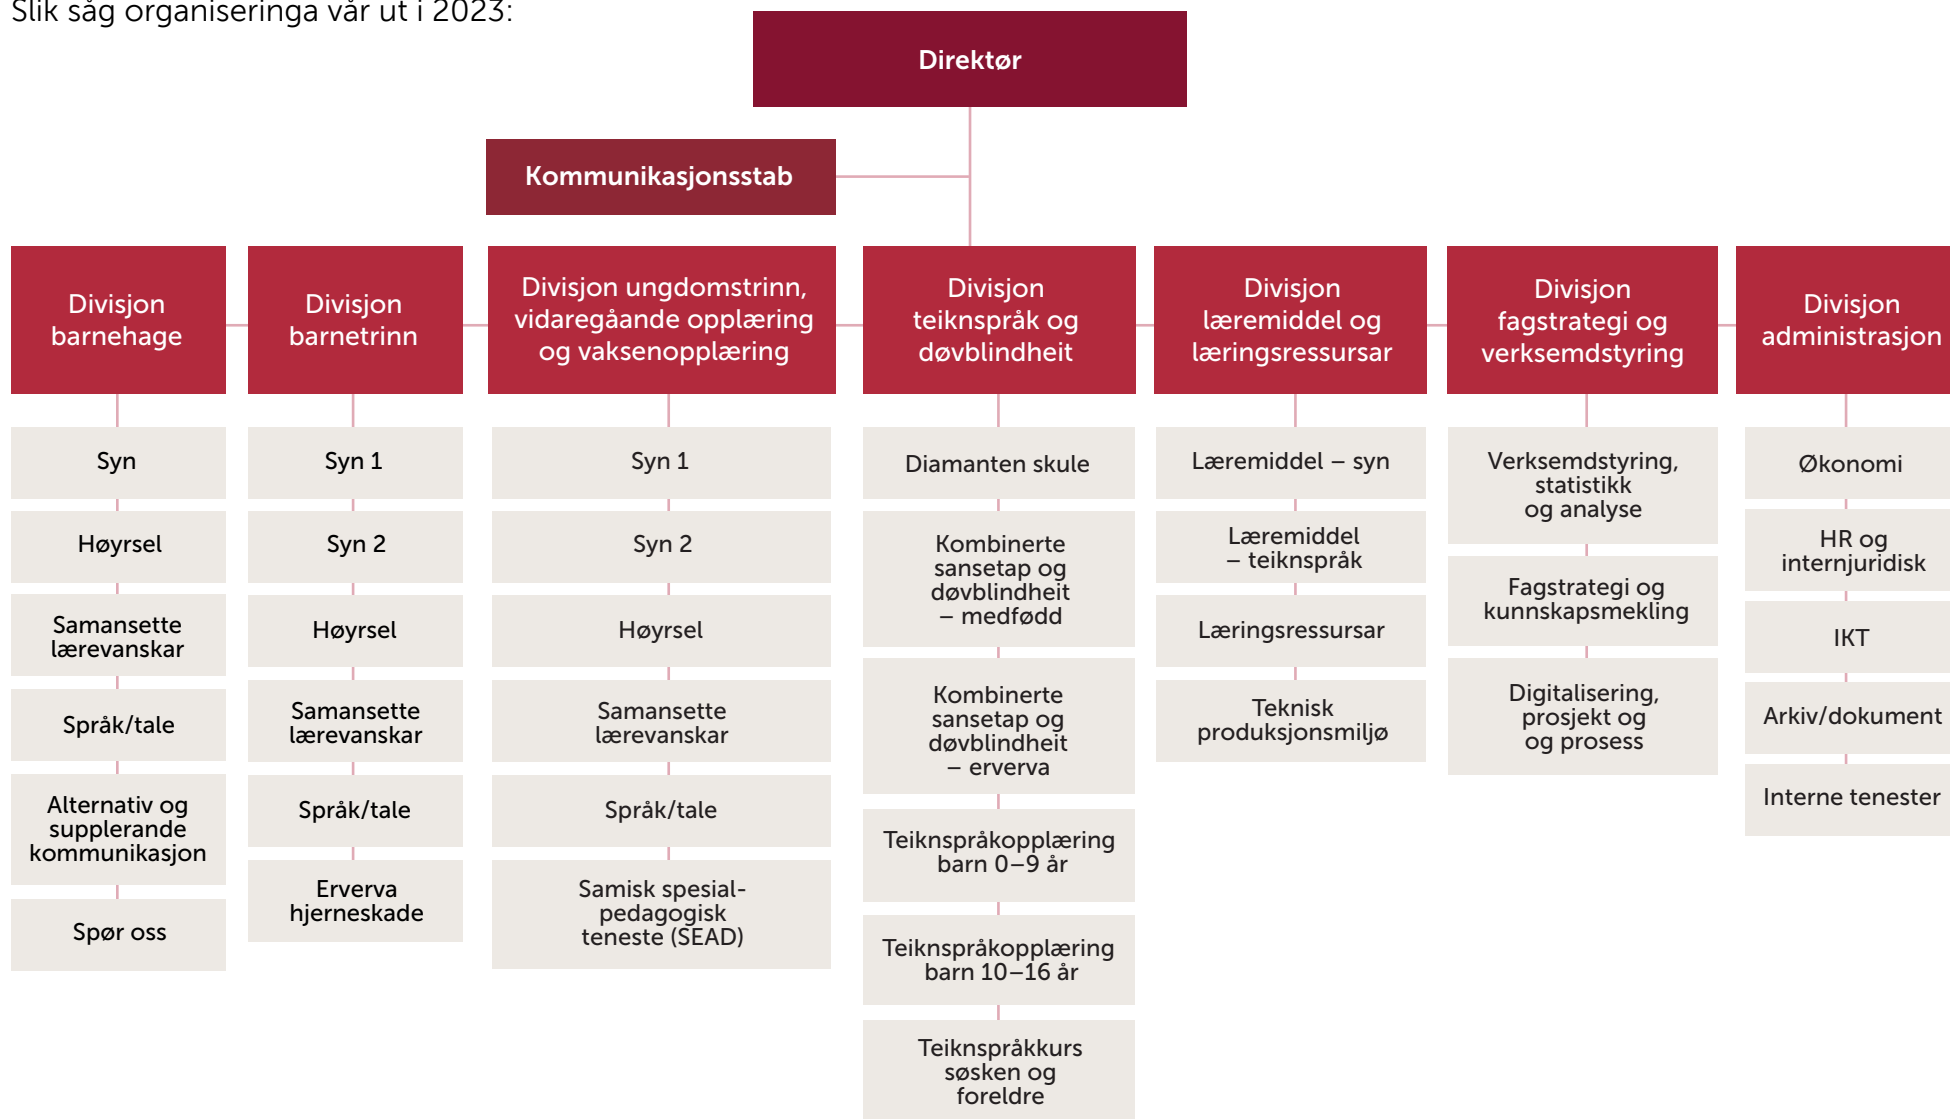 Slik såg organiseringa vår ut i 2023:
Direktør
Kommunikasjonsstab
Divisjon
barnehage
Syn
Høyrsel
Samansette
lærevanskar
Språk/tale
Alternativ og
supplerande
kommunikasjon
Spør oss
Divisjon
barnetrinn
Syn 1
Syn 2
Høyrsel
Samansette
lærevanskar
Språk/tale
Erverva
hjerneskade
Divisjon ungdomstrinn,
vidaregåande opplæring
og vaksenopplæring
Syn 1
Syn 2
Høyrsel
Samansette
lærevanskar
Språk/tale
Samisk spesial-
pedagogisk
teneste (SEAD)
Divisjon
teiknspråk og
døvblindheit
Diamanten skule
Kombinerte
sansetap og
døvblindheit
– medfødd
Kombinerte
sansetap og
døvblindheit
– erverva
Teiknspråkopplæring
barn 0–9 år
Teiknspråkopplæring
barn 10–16 år
Teiknspråkkurs
søsken og
foreldre
Divisjon
læremiddel og
læringsressursar
Læremiddel – syn
Læremiddel
– teiknspråk
Læringsressursar
Teknisk
produksjonsmiljø
Divisjon
fagstrategi og
verksemdstyring
Verksemdstyring,
statistikk
og analyse
Fagstrategi og
kunnskapsmekling
Digitalisering,
prosjekt og
og prosess
Divisjon
administrasjon
Økonomi
HR og
internjuridisk
IKT
Arkiv/dokument
Interne tenester